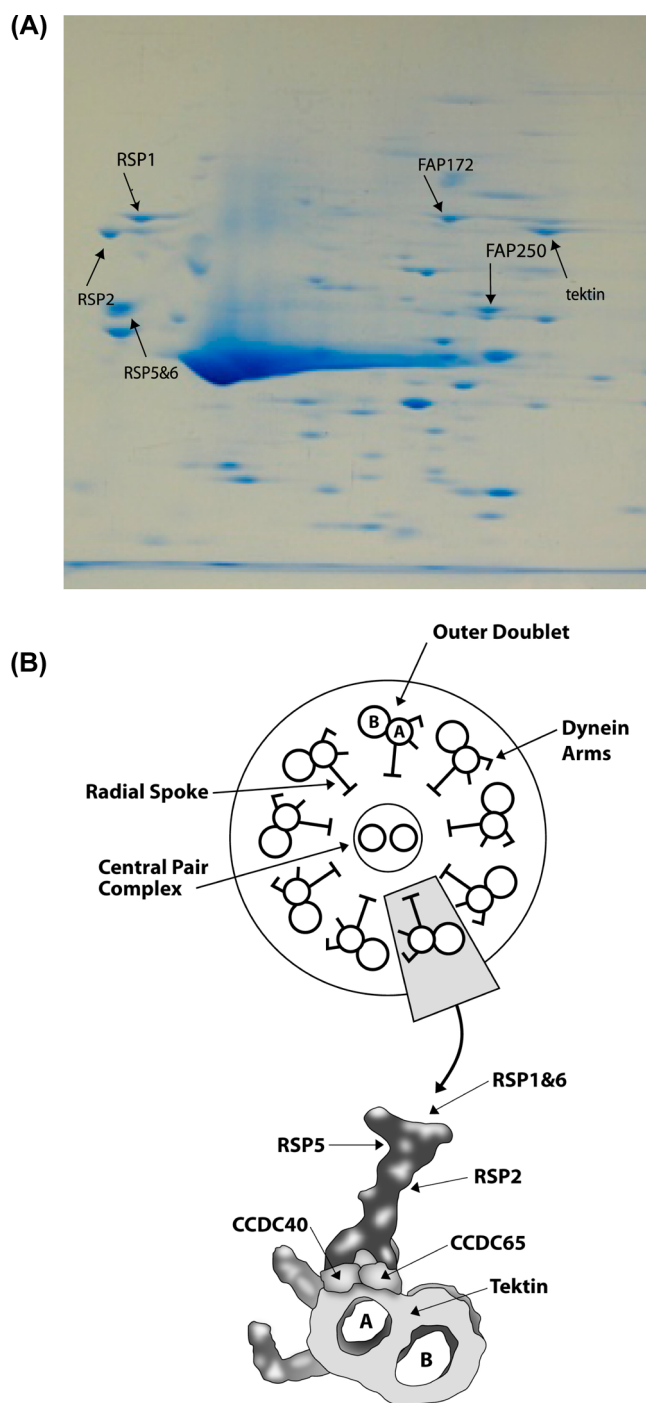 (A)
RSP1
FAP172
FAP250
RSP2
tektin
RSP5&6
(B)
Outer Doublet
B
A
Dynein
Arms
Radial Spoke
Central Pair
Complex
RSP1&6
RSP5
RSP2
CCDC40
CCDC65
Tektin
A
B